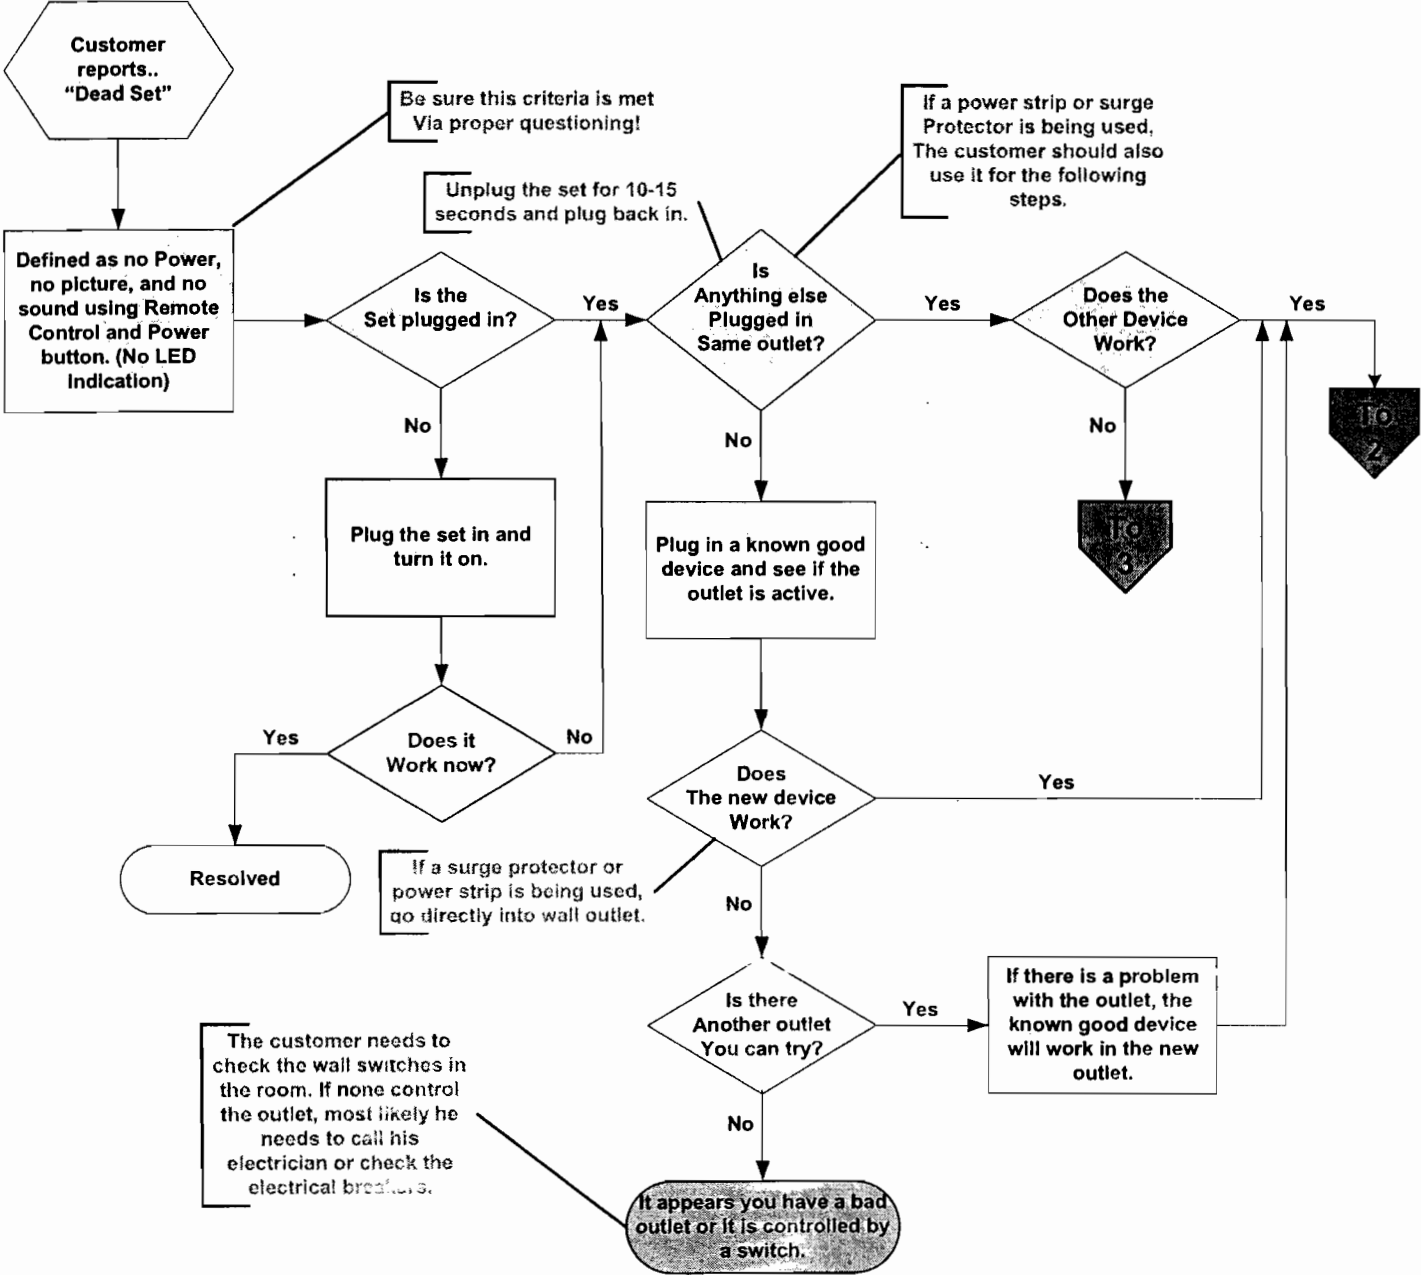 Customer
reports..
“Dead Set”
Be sure this criteria is met
Via proper questioning!
If a power strip or surge
Protector is being used,
The customer should also
use it for the following
steps.
Unplug the set for 10-15
seconds and plug back in.
Defined as no Power,
no picture, and no
sound using Remote
Control and Power
button. (No LED
Indication)
Is the
Set plugged in?
Yes
Is
Anything else
Plugged in
Same outlet?
Yes
Does the
Other Device
Work?
Yes
To
2
No
No
No
To
3
Plug the set in and
turn it on.
Plug in a known good
device and see if the
outlet is active.
Yes
Does it
Work now?
No
Does
The new device
Work?
Yes
Resolved
If a surge protector or
power strip is being used,
go directly into wall outlet.
No
Is there
Another outlet
You can try?
Yes
If there is a problem
with the outlet, the
known good device
will work in the new
outlet.
The customer needs to
check the wall switches in
the room. If none control
the outlet, most likely he
needs to call his
electrician or check the
electrical breakers.
No
It appears you have a bad
outlet or it is controlled by
a switch.